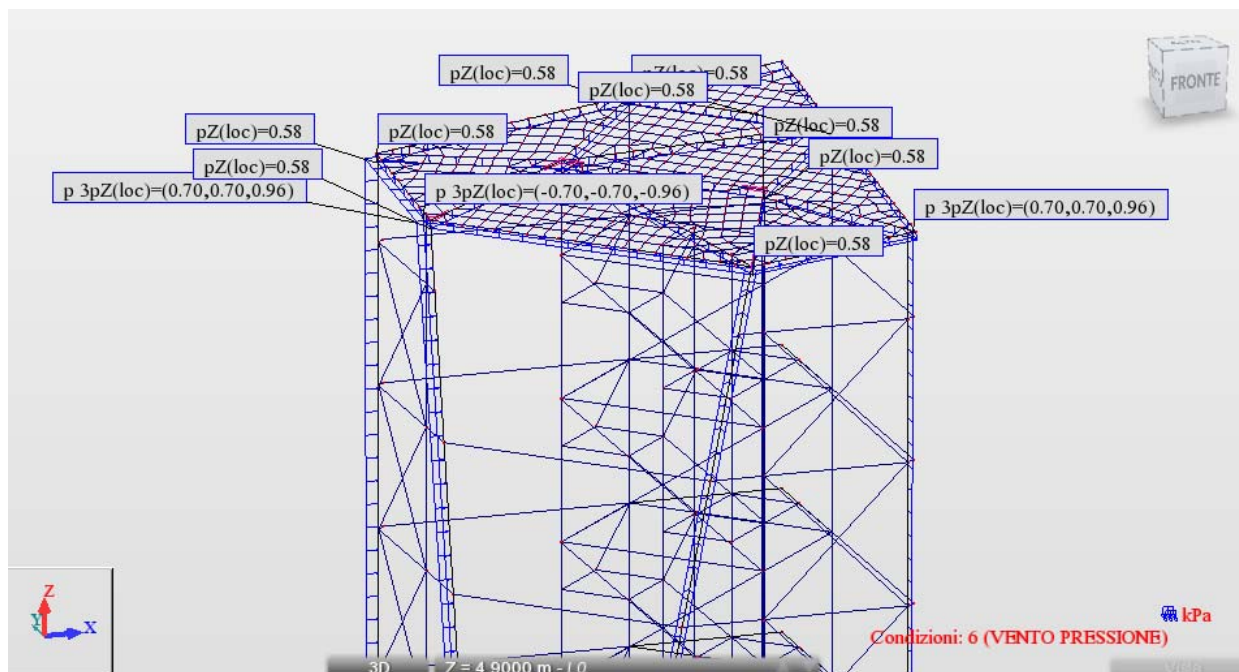 pZ(loc)=0.58
pZ(loc)=0.58
pZ(loc)=0.58
pZ(loc)=0.58
pZ(loc)=0.58
pZ(loc)=0.58
pZ(loc)=0.58
pZ(loc)=0.58
p 3pZ(loc)=(0.70,0.70,0.96)
p 3pZ(loc)=(-0.70,-0.70,-0.96)
p 3pZ(loc)=(0.70,0.70,0.96)
pZ(loc)=0.58
FRONTE
Z
Y
X
kPa
Condizioni: 6 (VENTO PRESSIONE)
3D Z = 4.9000 m - L0